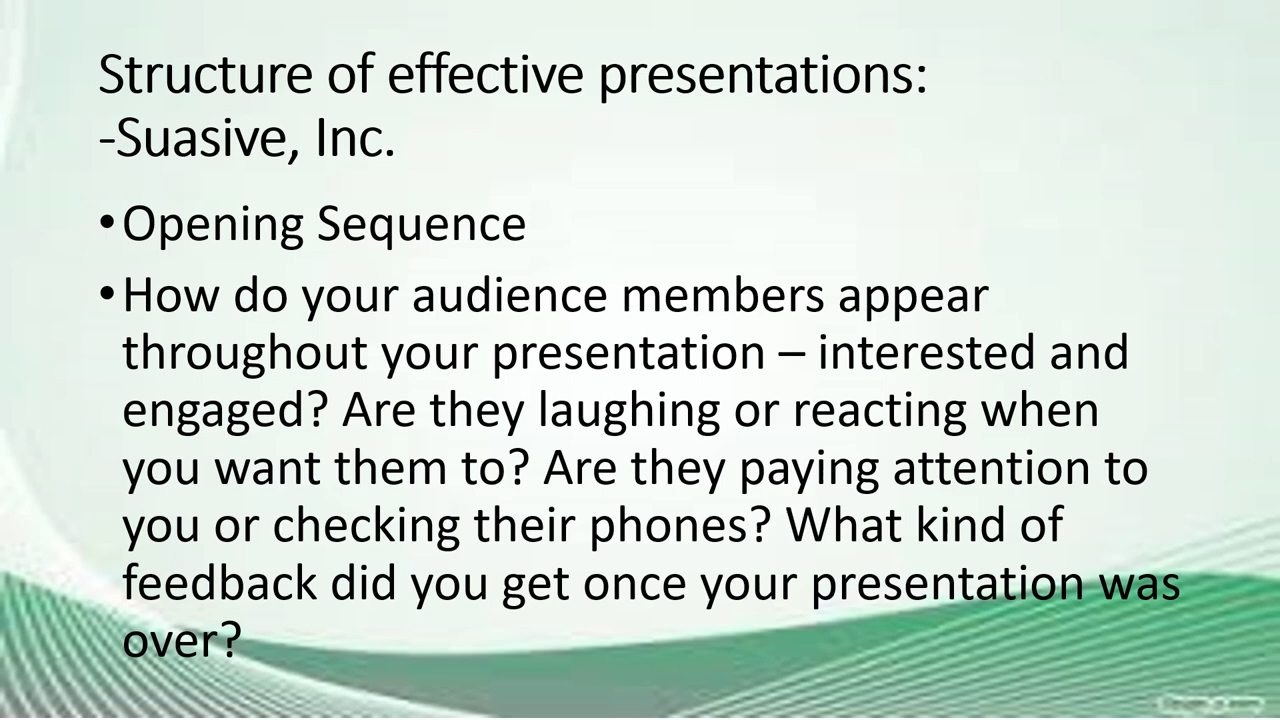 Structure of effective presentations:
-Suasive, Inc.
•Opening Sequence
•How do your audience members appear
throughout your presentation – interested and
engaged? Are they laughing or reacting when
you want them to? Are they paying attention to
you or checking their phones? What kind of
feedback did you get once your presentation was
over?